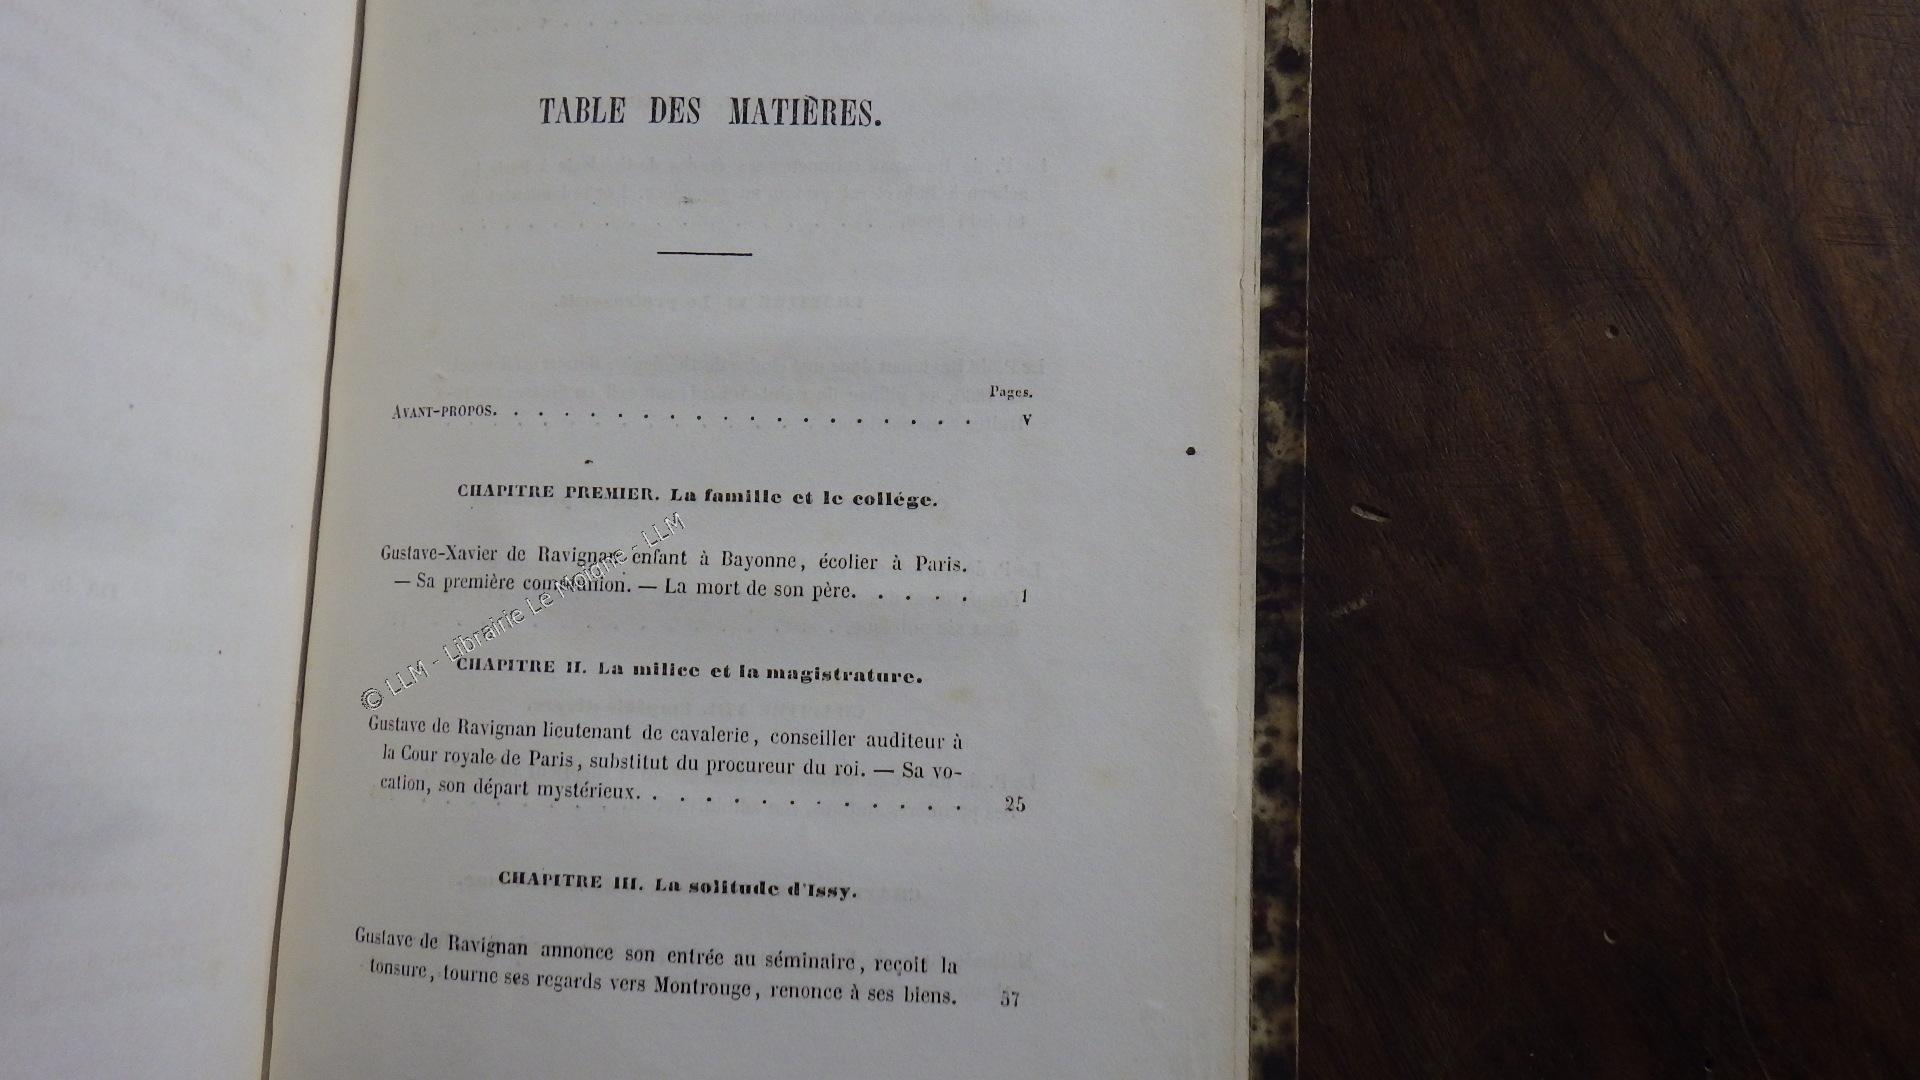 TABLE DES MATIÈRES.
Pages.
AVANT-PROPOS. . . . . . . . . . . . . . . . . . . V
CHAPITRE PREMIER. La famille et le collége.
Gustave-Xavier de Ravignan enfant à Bayonne, écolier à Paris.
— Sa première communion. — La mort de son père. . . . . 1
CHAPITRE II. La milice et la magistrature.
Gustave de Ravignan lieutenant de cavalerie, conseiller auditeur à
la Cour royale de Paris, substitut du procureur du roi. — Sa vo-
cation, son départ mystérieux. . . . . . . . . . . . . 25
CHAPITRE III. La solitude d'Issy.
Gustave de Ravignan annonce son entrée au séminaire, reçoit la
tonsure, tourne ses regards vers Montrouge, renonce à ses biens. 57
© LLM - Librairie Le Moigne - LLM